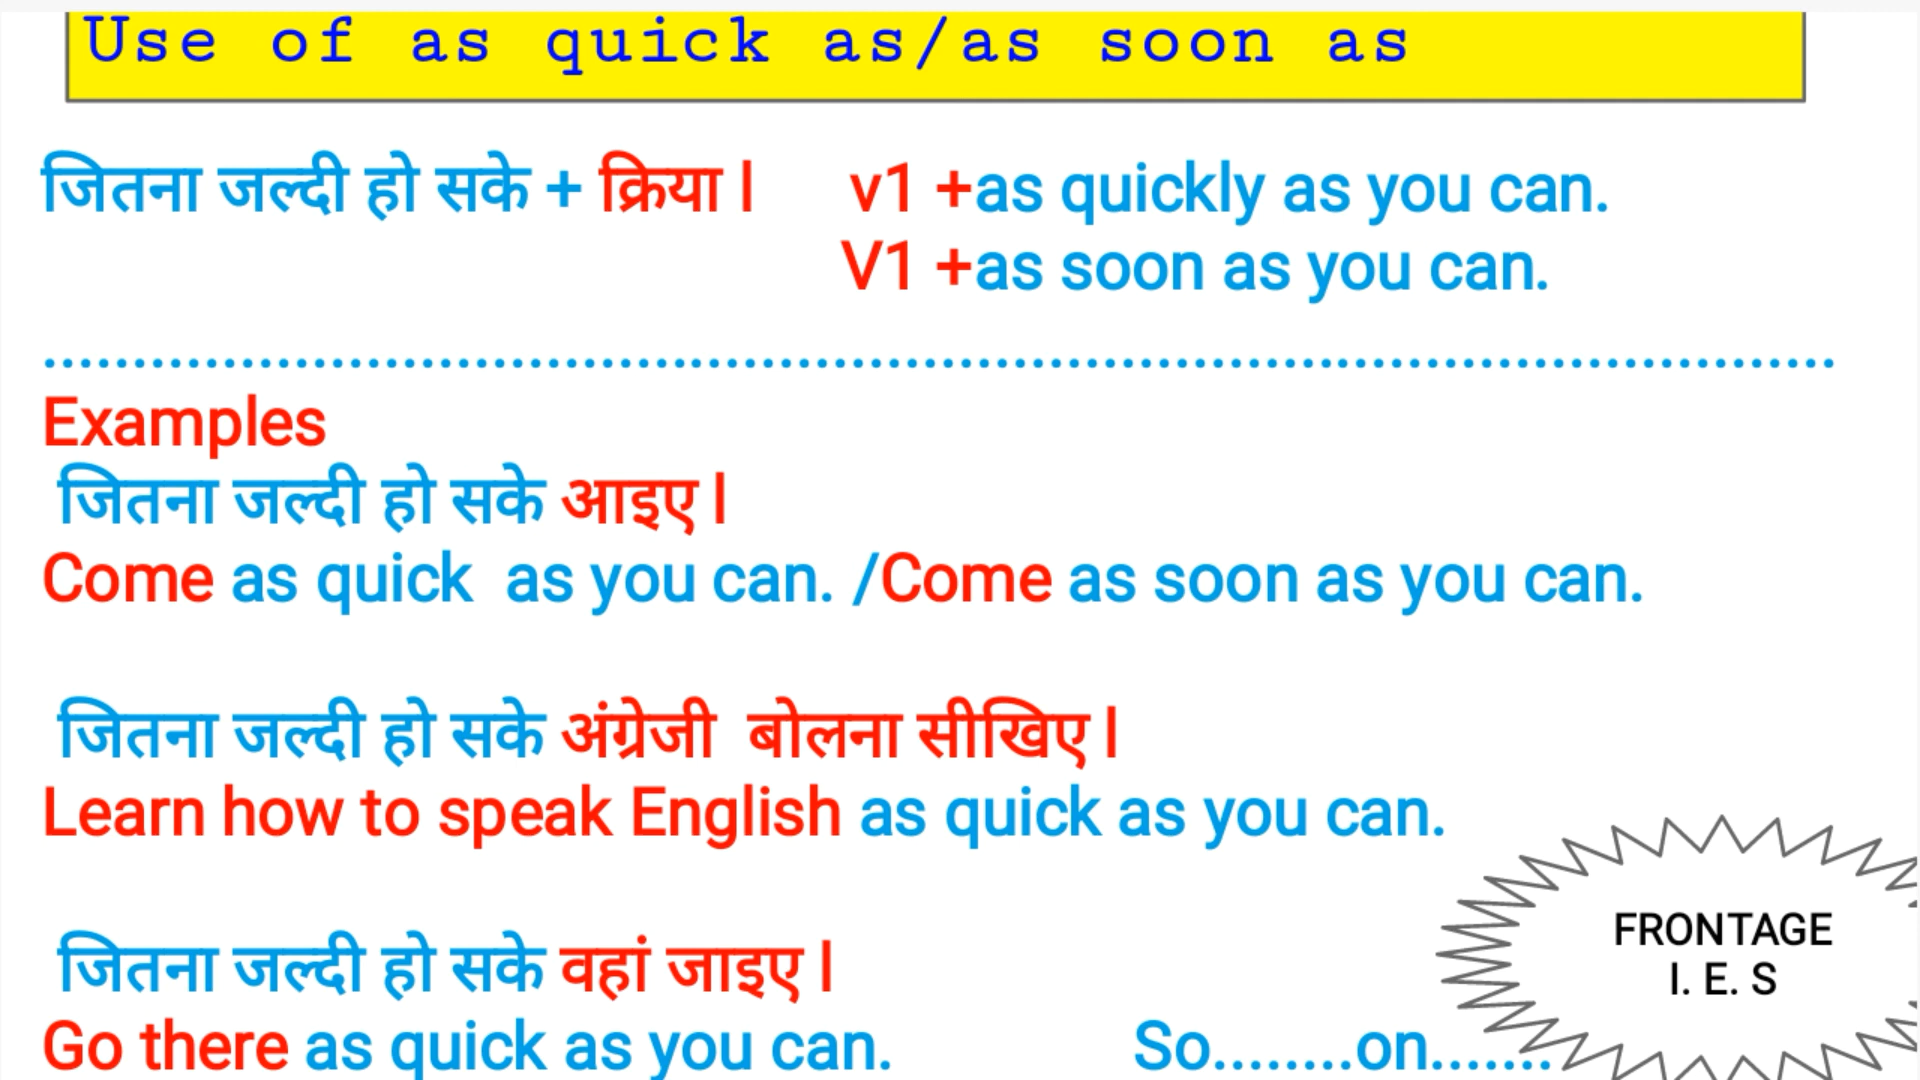 Use of as quick as/as soon as
जितना जल्दी हो सके + क्रिया l v1 +as quickly as you can.
V1 +as soon as you can.
Examples
जितना जल्दी हो सके आइए l
Come as quick as you can. /Come as soon as you can.
जितना जल्दी हो सके अंग्रेजी बोलना सीखिए l
Learn how to speak English as quick as you can.
जितना जल्दी हो सके वहां जाइए l
Go there as quick as you can. So........on.......
FRONTAGE
I. E. S